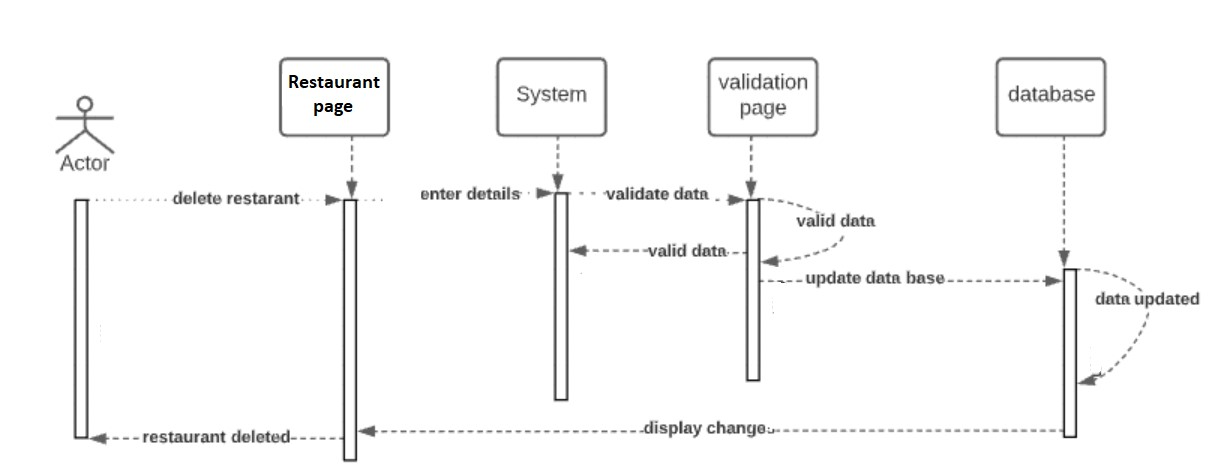 Restaurant
page
System
validation
page
database
Actor
delete restarant
enter details
validate data
valid data
valid data
update data base
data updated
display change
restaurant deleted